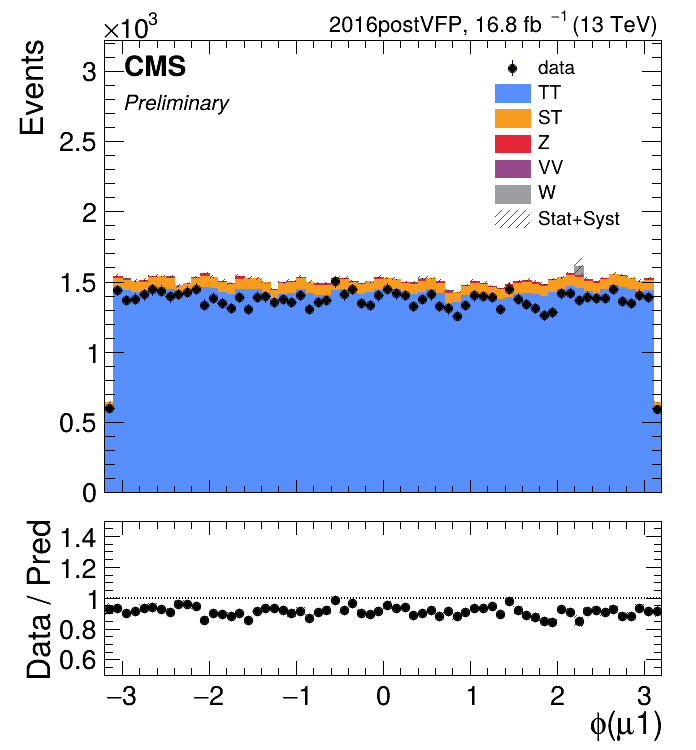 ×10³
2016postVFP, 16.8 fb⁻¹ (13 TeV)
CMS
Preliminary
data
TT
ST
Z
VV
W
Stat+Syst
Events
3
2.5
2
1.5
1
0.5
0
Data / Pred
1.4
1.2
1
0.8
0.6
−3 −2 −1 0 1 2 3
ϕ(μ1)